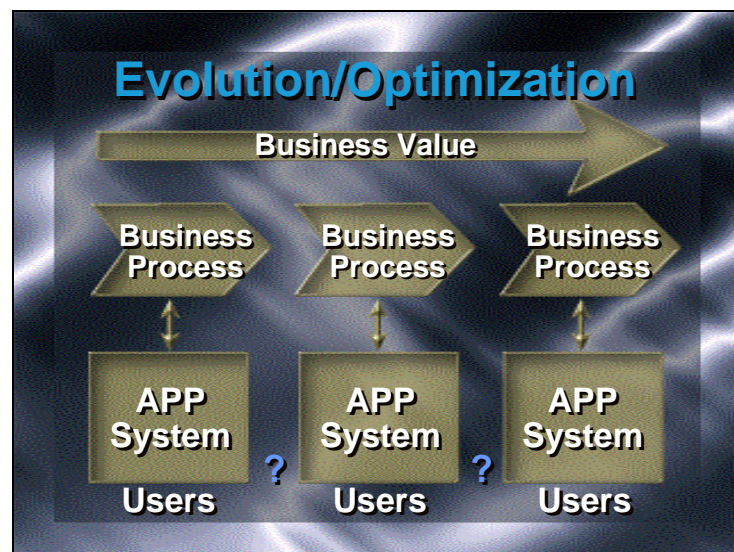 Evolution/Optimization
Business Value
Business
Process
Business
Process
Business
Process
APP
System
APP
System
APP
System
?
?
Users
Users
Users